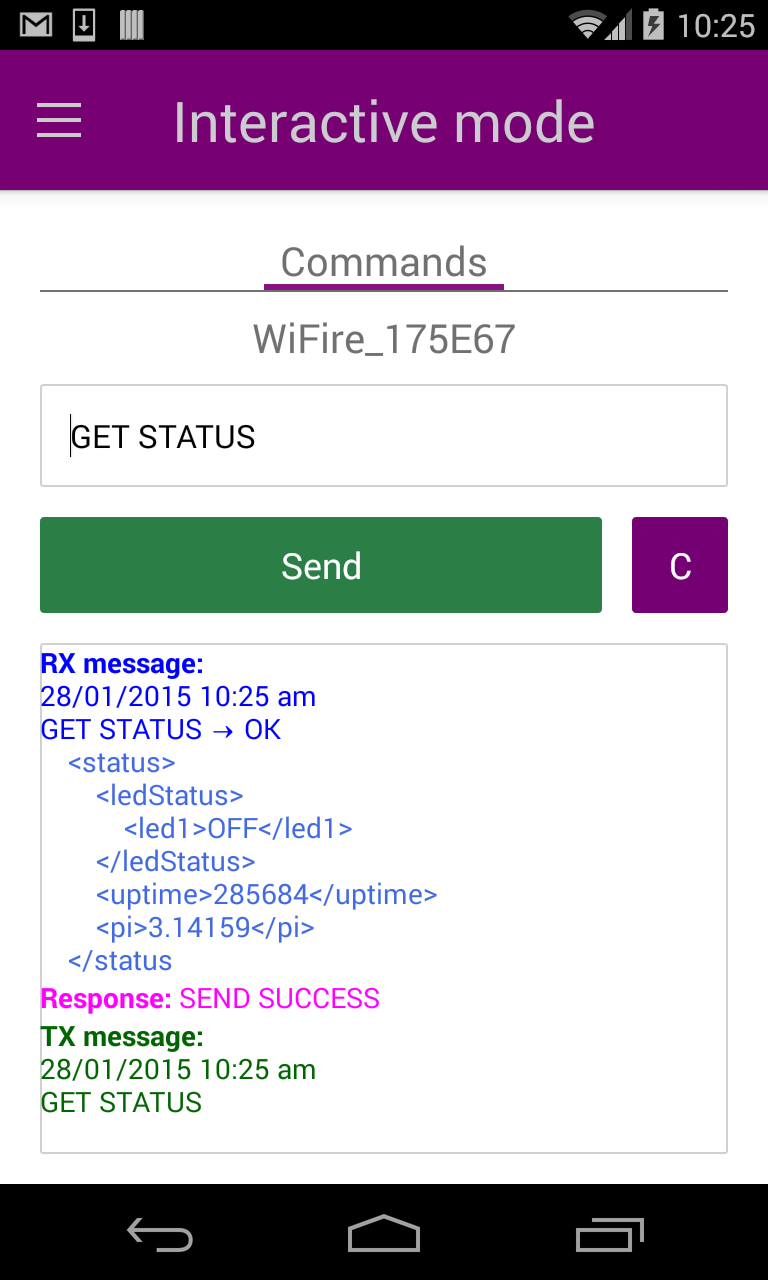 10:25
Interactive mode
Commands
WiFire_175E67
GET STATUS
Send
C
RX message:
28/01/2015 10:25 am
GET STATUS → OK
<status>
<ledStatus>
<led1>OFF</led1>
</ledStatus>
<uptime>285684</uptime>
<pi>3.14159</pi>
</status
Response: SEND SUCCESS
TX message:
28/01/2015 10:25 am
GET STATUS